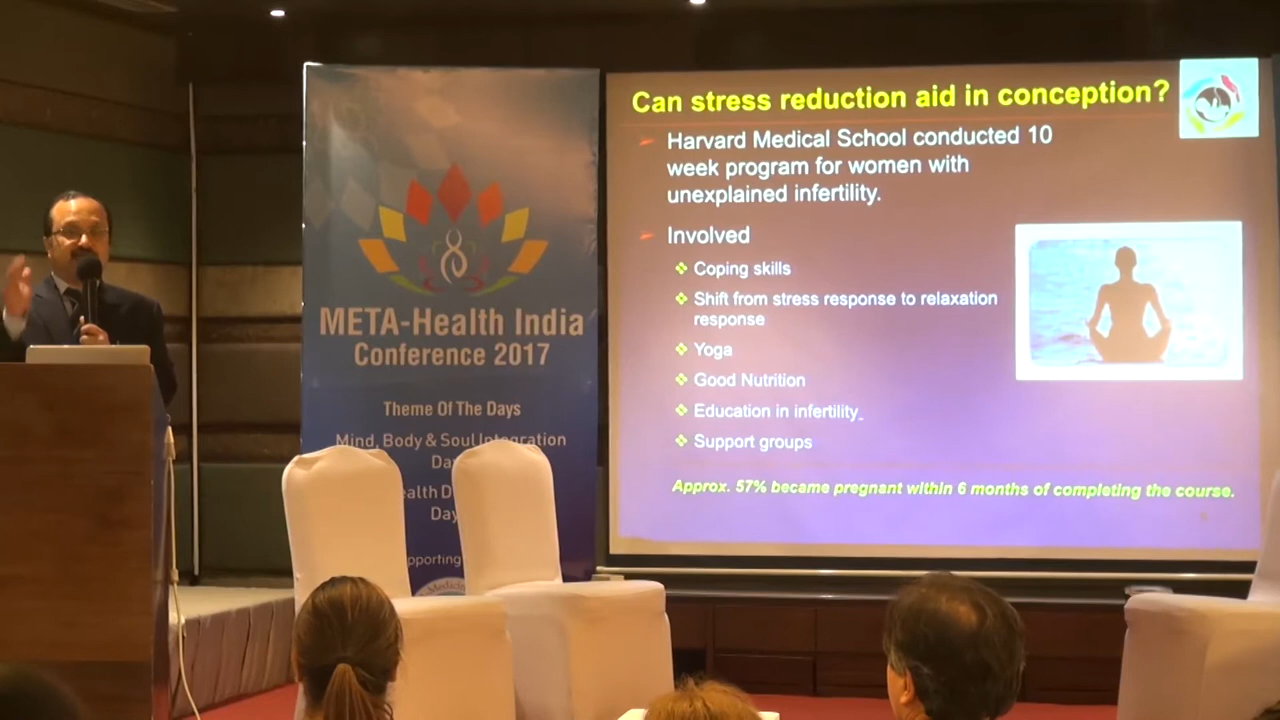 META-Health India
Conference 2017
Theme Of The Days
Mind, Body & Soul Integration
Day
ealth D
Day
pporting
Medicin
Can stress reduction aid in conception?
Harvard Medical School conducted 10
week program for women with
unexplained infertility.
Involved
Coping skills
Shift from stress response to relaxation
response
Yoga
Good Nutrition
Education in infertility
Support groups
Approx. 57% became pregnant within 6 months of completing the course.